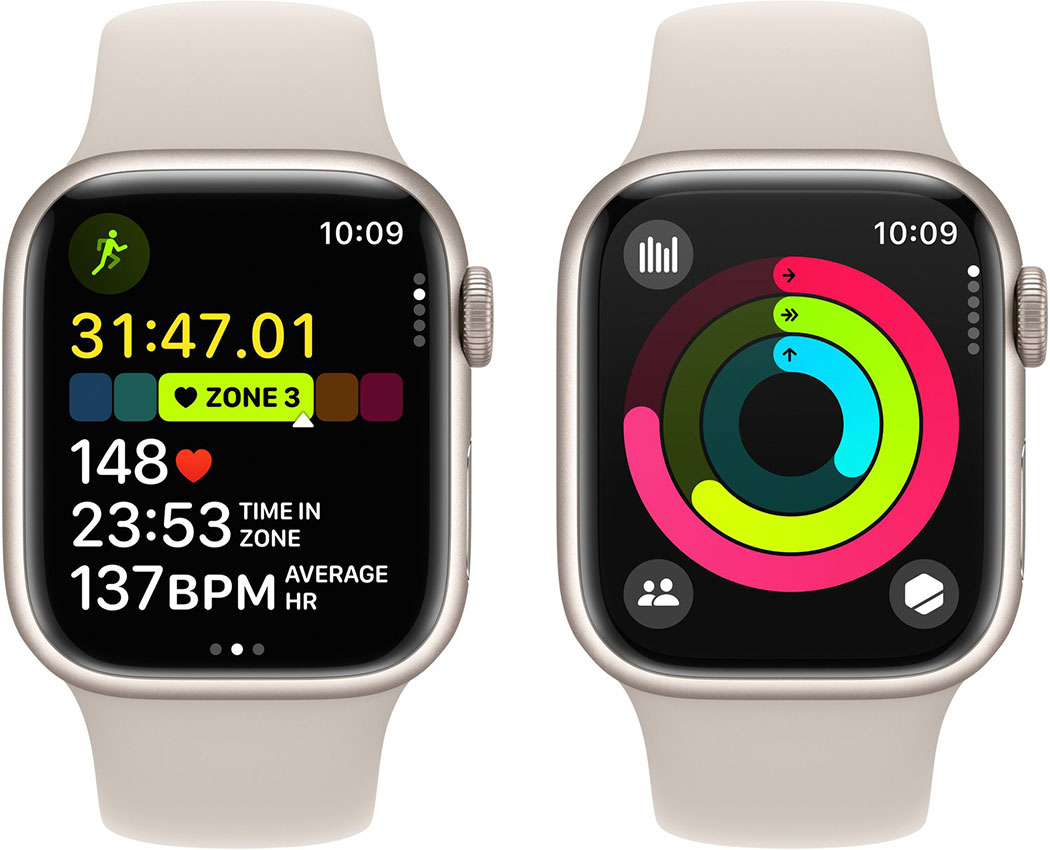 10:09
31:47.01
ZONE 3
148
23:53 TIME IN
ZONE
137BPM AVERAGE
HR
10:09